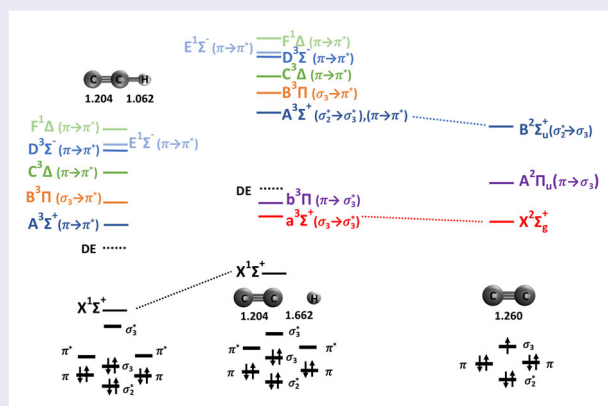 C C H
1.204 1.062
F¹Δ (π→π*)
E¹Σ⁻ (π→π*)
D³Σ⁻ (π→π*)
C³Δ (π→π*)
B³Π (σ₃→π*)
A³Σ⁺ (π→π*)
DE
X¹Σ⁺
σ₃*
π* σ₃
π π
σ₂*
F¹Δ (π→π*)
E¹Σ⁻ (π→π*)
D³Σ⁻ (π→π*)
C³Δ (π→π*)
B³Π (σ₃→π*)
A³Σ⁺ (σ₂*→σ₃*),(π→π*)
DE
b³Π (π→σ₃*)
a³Σ⁺ (σ₃→σ₃*)
X¹Σ⁺
C C H
1.204 1.662
σ₃*
π* σ₃ π*
π π
σ₂*
B²Σᵤ⁺(σ₂*→σ₃)
A²Πᵤ(π→σ₃)
X²Σg⁺
C C
1.260
σ₃
π π
σ₂*